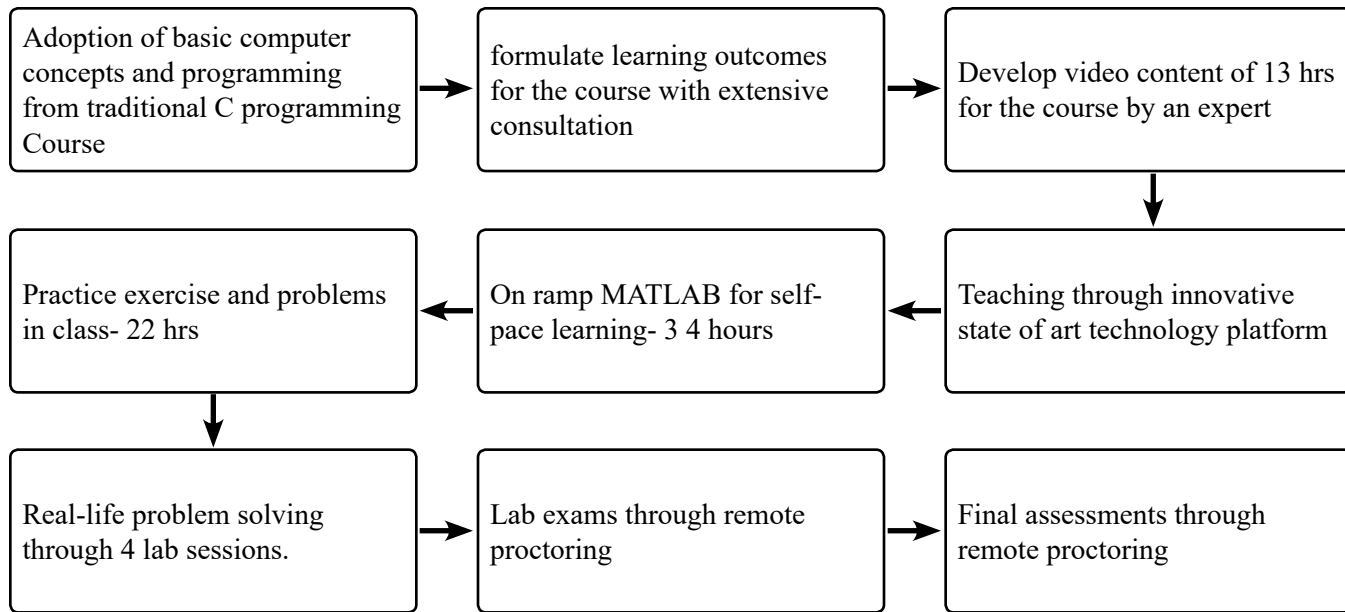 Adoption of basic computer
concepts and programming
from traditional C programming
Course
formulate learning outcomes
for the course with extensive
consultation
Develop video content of 13 hrs
for the course by an expert
Teaching through innovative
state of art technology platform
On ramp MATLAB for self-
pace learning- 3 4 hours
Practice exercise and problems
in class- 22 hrs
Real-life problem solving
through 4 lab sessions.
Lab exams through remote
proctoring
Final assessments through
remote proctoring